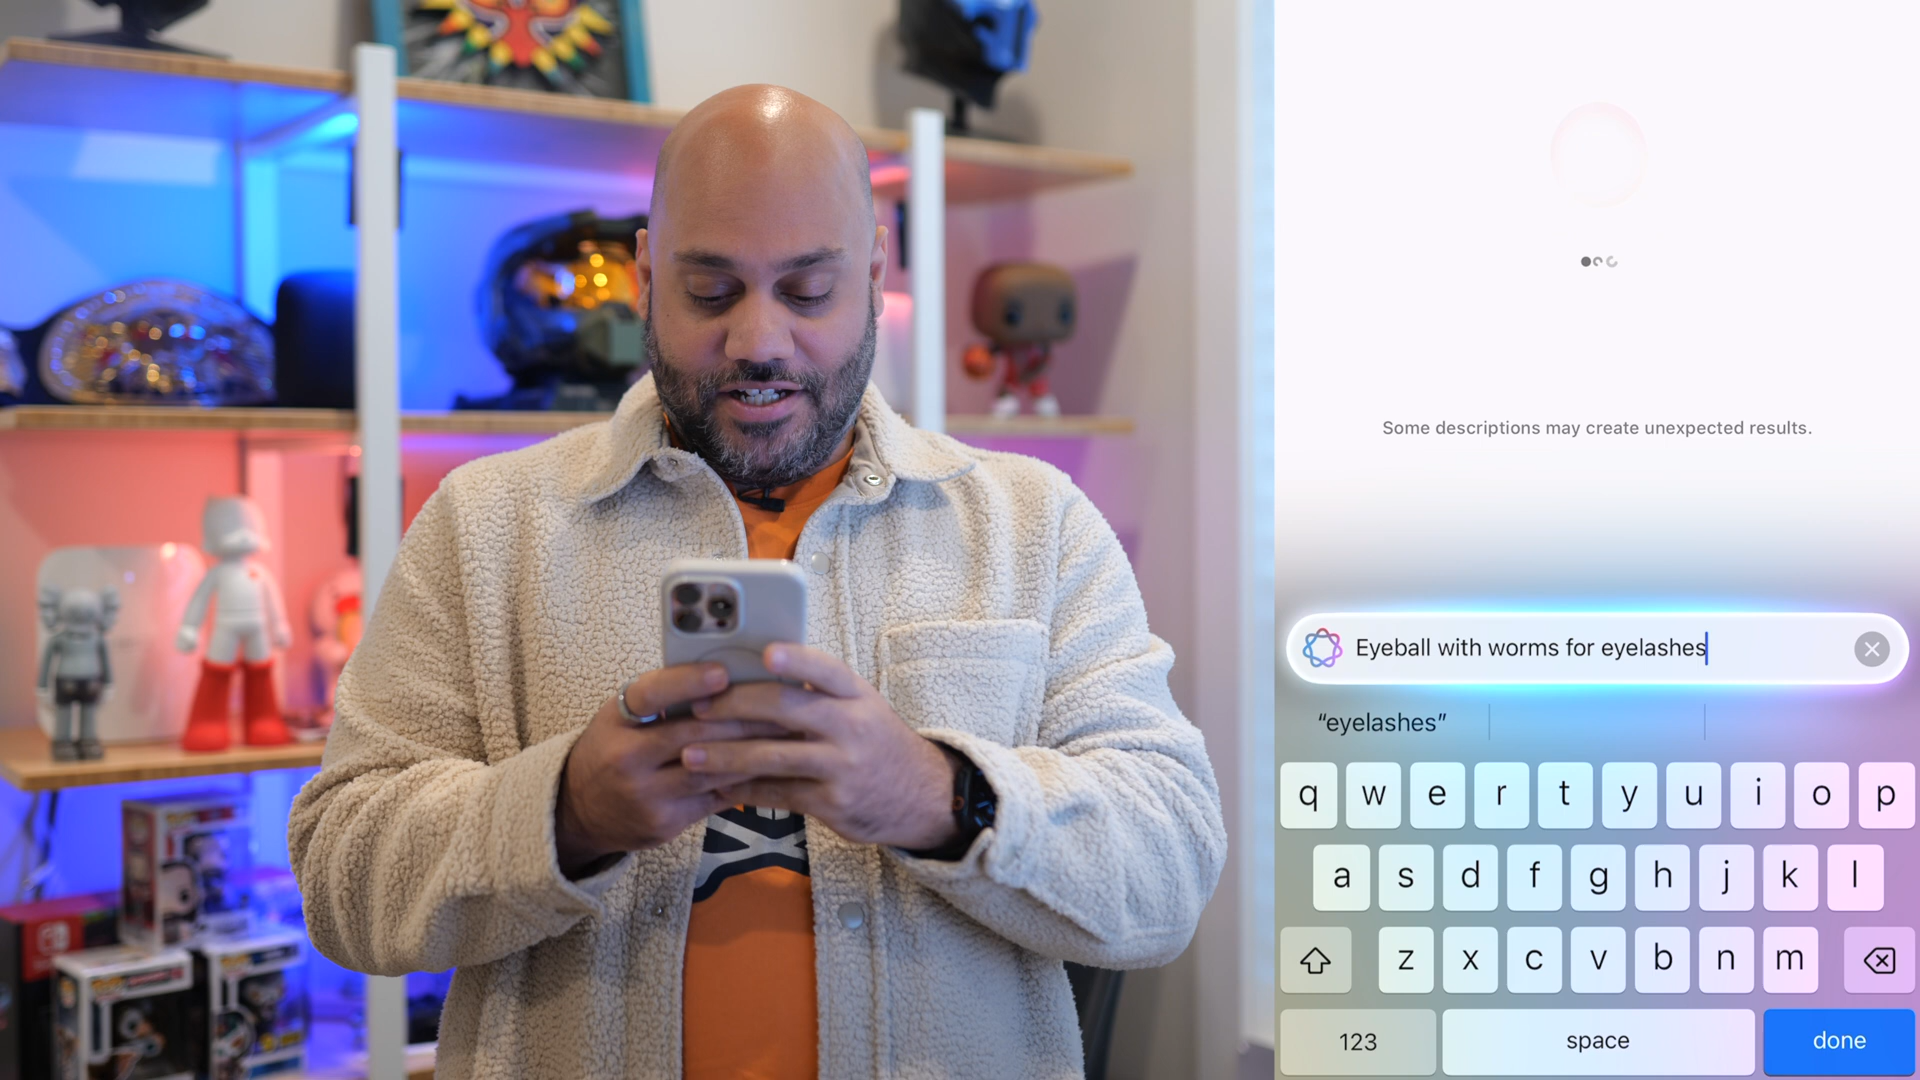 Some descriptions may create unexpected results.
Eyeball with worms for eyelashes
“eyelashes”
q w e r t y u i o p
a s d f g h j k l
z x c v b n m
123 space done